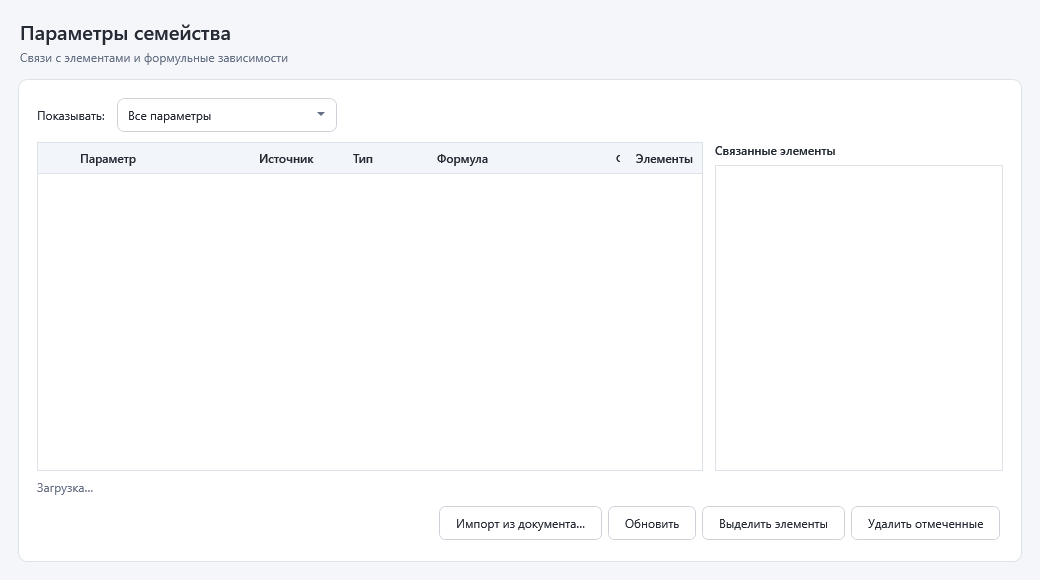 Параметры семейства
Связи с элементами и формульные зависимости
Показывать: Все параметры
Параметр Источник Тип Формула Элементы
Связанные элементы
Загрузка...
Импорт из документа... Обновить Выделить элементы Удалить отмеченные